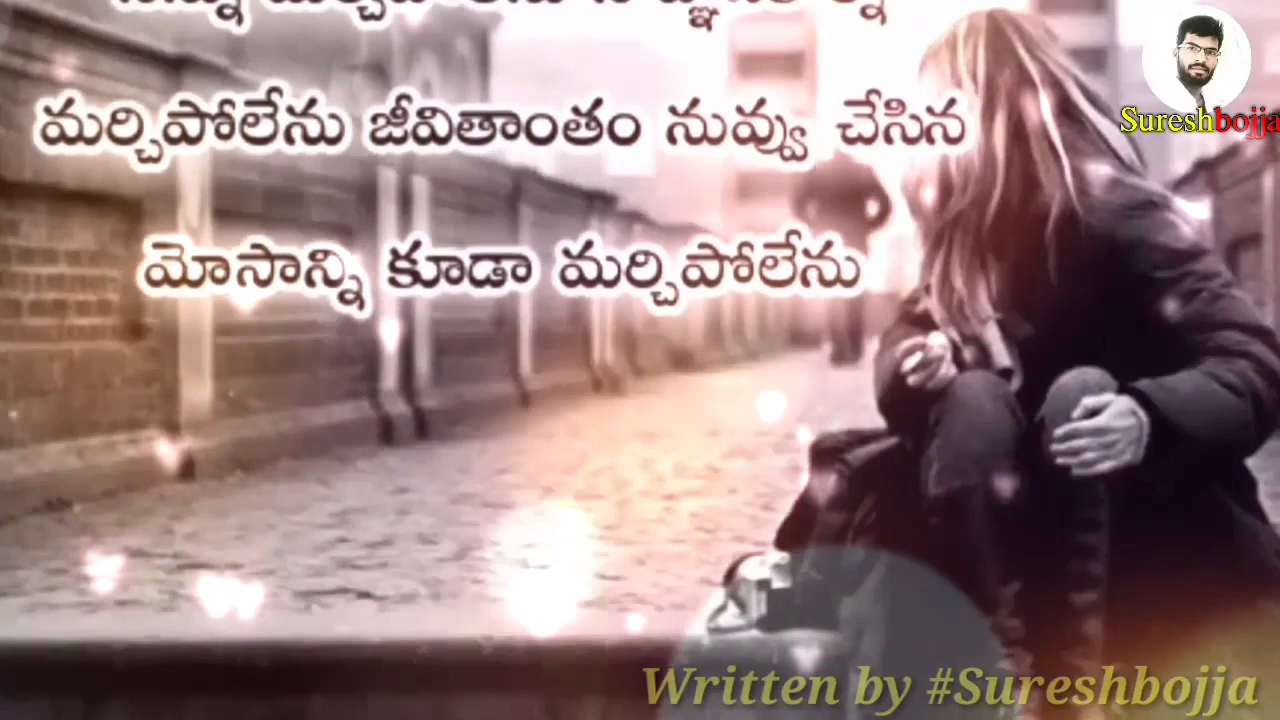 Sureshbojja
మర్చిపోలేను జీవితాంతం నువ్వు చేసిన
మోసాన్ని కూడా మర్చిపోలేను
Written by #Sureshbojja